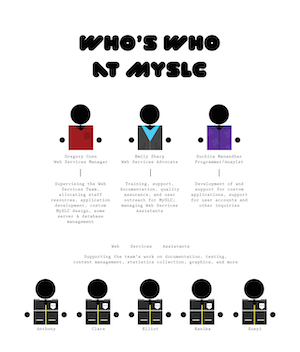 WHO'S WHO
AT MYSLC
Gregory Cuen
Web Services Manager
Emily Sharp
Web Services Advocate
Suchita Manandhar
Programmer/Analyst
Supervising the Web
Services Team,
allocating staff
resources, application
development, custom
MySLC design, some
server & database
management
Training, support,
documentation, quality
assurance, and user
outreach for MySLC;
managing Web Services
Assistants
Development of and
support for custom
applications; support
for user accounts and
other inquiries
Web Services Assistants
Supporting the team's work on documentation, testing,
content management, statistics collection, graphics, and more
Anthony
Clare
Elliot
Kanika